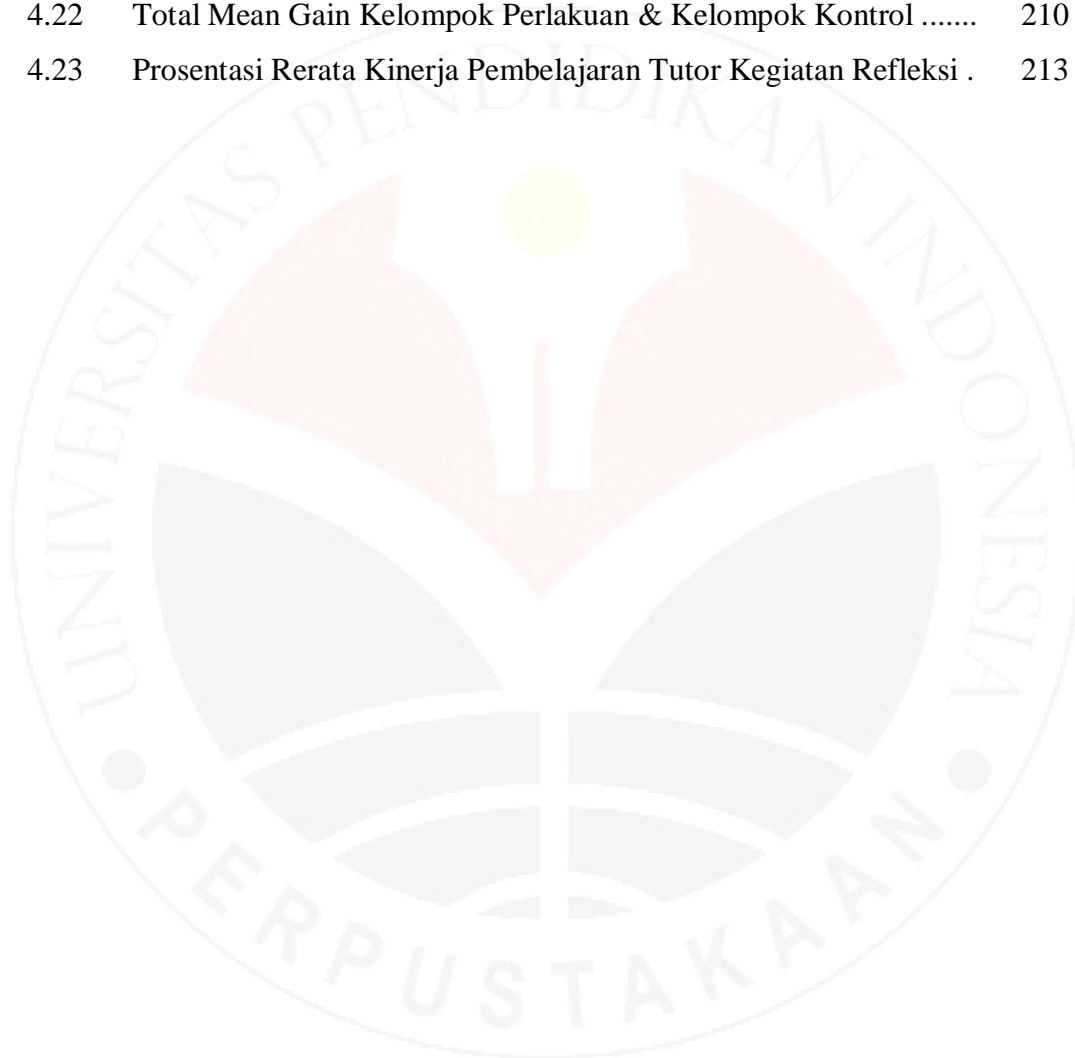 4.22 Total Mean Gain Kelompok Perlakuan & Kelompok Kontrol ....... 210
4.23 Prosentasi Rerata Kinerja Pembelajaran Tutor Kegiatan Refleksi . 213
UNIVERSITAS PENDIDIKAN INDONESIA
PERPUSTAKAAN